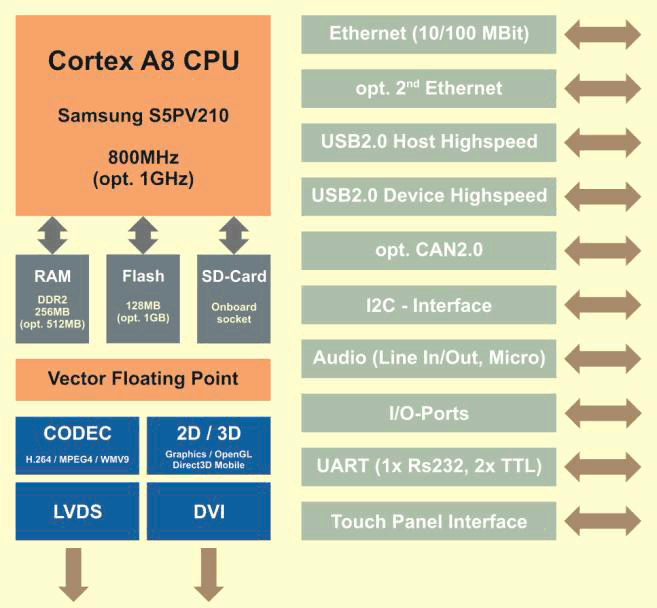 Cortex A8 CPU
Samsung S5PV210
800MHz
(opt. 1GHz)
RAM
DDR2
256MB
(opt. 512MB)
Flash
128MB
(opt. 1GB)
SD-Card
Onboard
socket
Vector Floating Point
CODEC
H.264 / MPEG4 / WMV9
2D / 3D
Graphics / OpenGL
Direct3D Mobile
LVDS
DVI
Ethernet (10/100 MBit)
opt. 2nd Ethernet
USB2.0 Host Highspeed
USB2.0 Device Highspeed
opt. CAN2.0
I2C - Interface
Audio (Line In/Out, Micro)
I/O-Ports
UART (1x Rs232, 2x TTL)
Touch Panel Interface